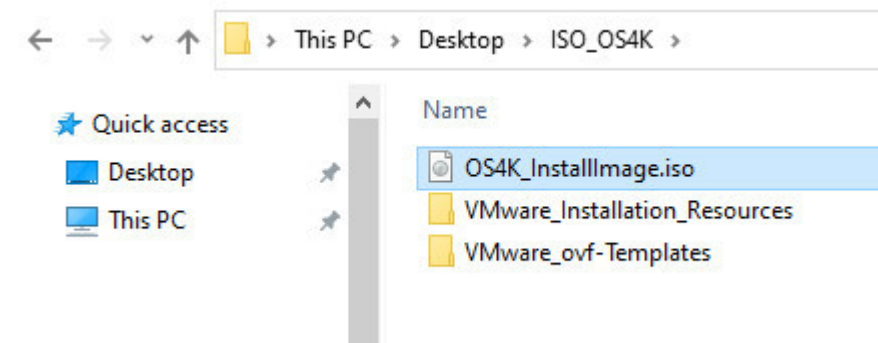 This PC > Desktop > ISO_OS4K >
Quick access
Desktop
This PC
Name
OS4K_InstallImage.iso
VMware_Installation_Resources
VMware_ovf-Templates